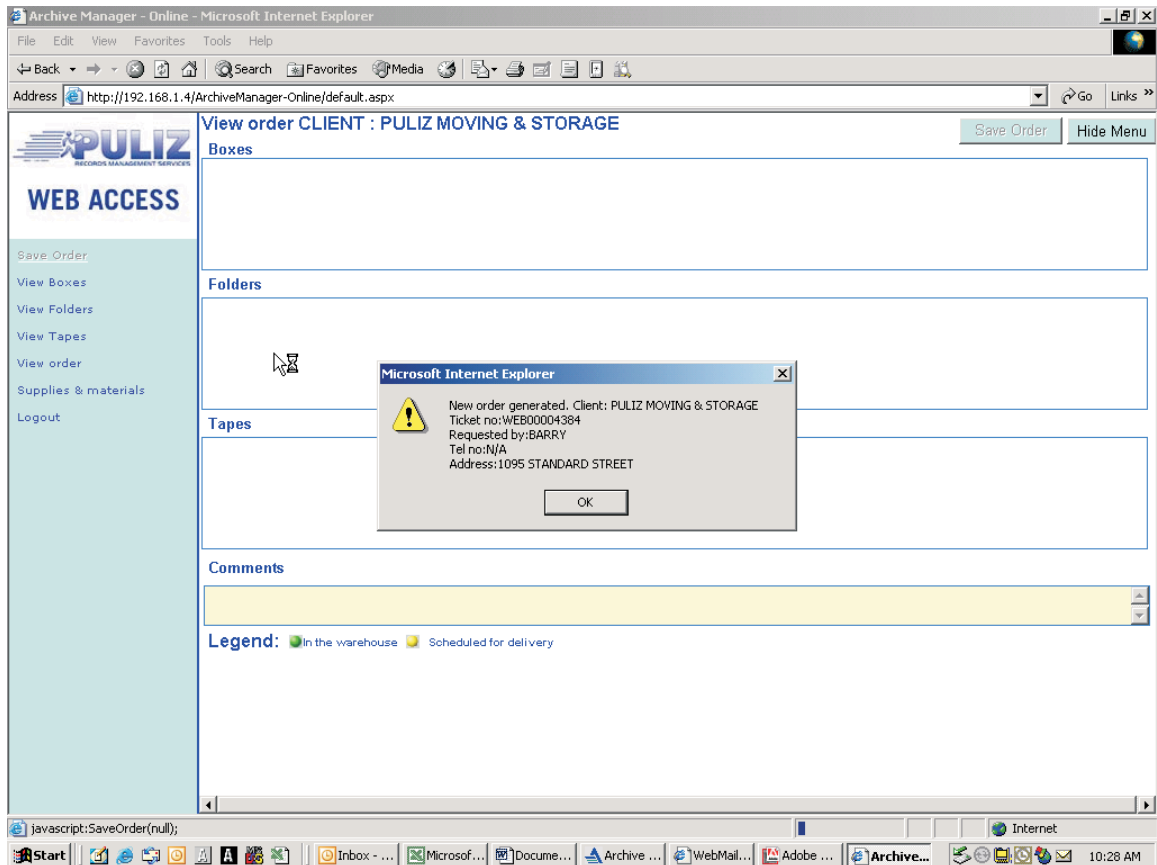 Archive Manager - Online - Microsoft Internet Explorer
File Edit View Favorites Tools Help
Back Search Favorites Media
Address http://192.168.1.4/ArchiveManager-Online/default.aspx Go Links »
PULIZ
RECORDS MANAGEMENT SERVICES
WEB ACCESS
Save Order
View Boxes
View Folders
View Tapes
View order
Supplies & materials
Logout
View order CLIENT : PULIZ MOVING & STORAGE
Save Order Hide Menu
Boxes
Folders
Microsoft Internet Explorer
New order generated. Client: PULIZ MOVING & STORAGE
Ticket no:WEB00004384
Requested by:BARRY
Tel no:N/A
Address:1095 STANDARD STREET
OK
Tapes
Comments
Legend: In the warehouse Scheduled for delivery
javascript:SaveOrder(null); Internet
Start Inbox - ... Microsof... Docume... Archive ... WebMail... Adobe ... Archive... 10:28 AM